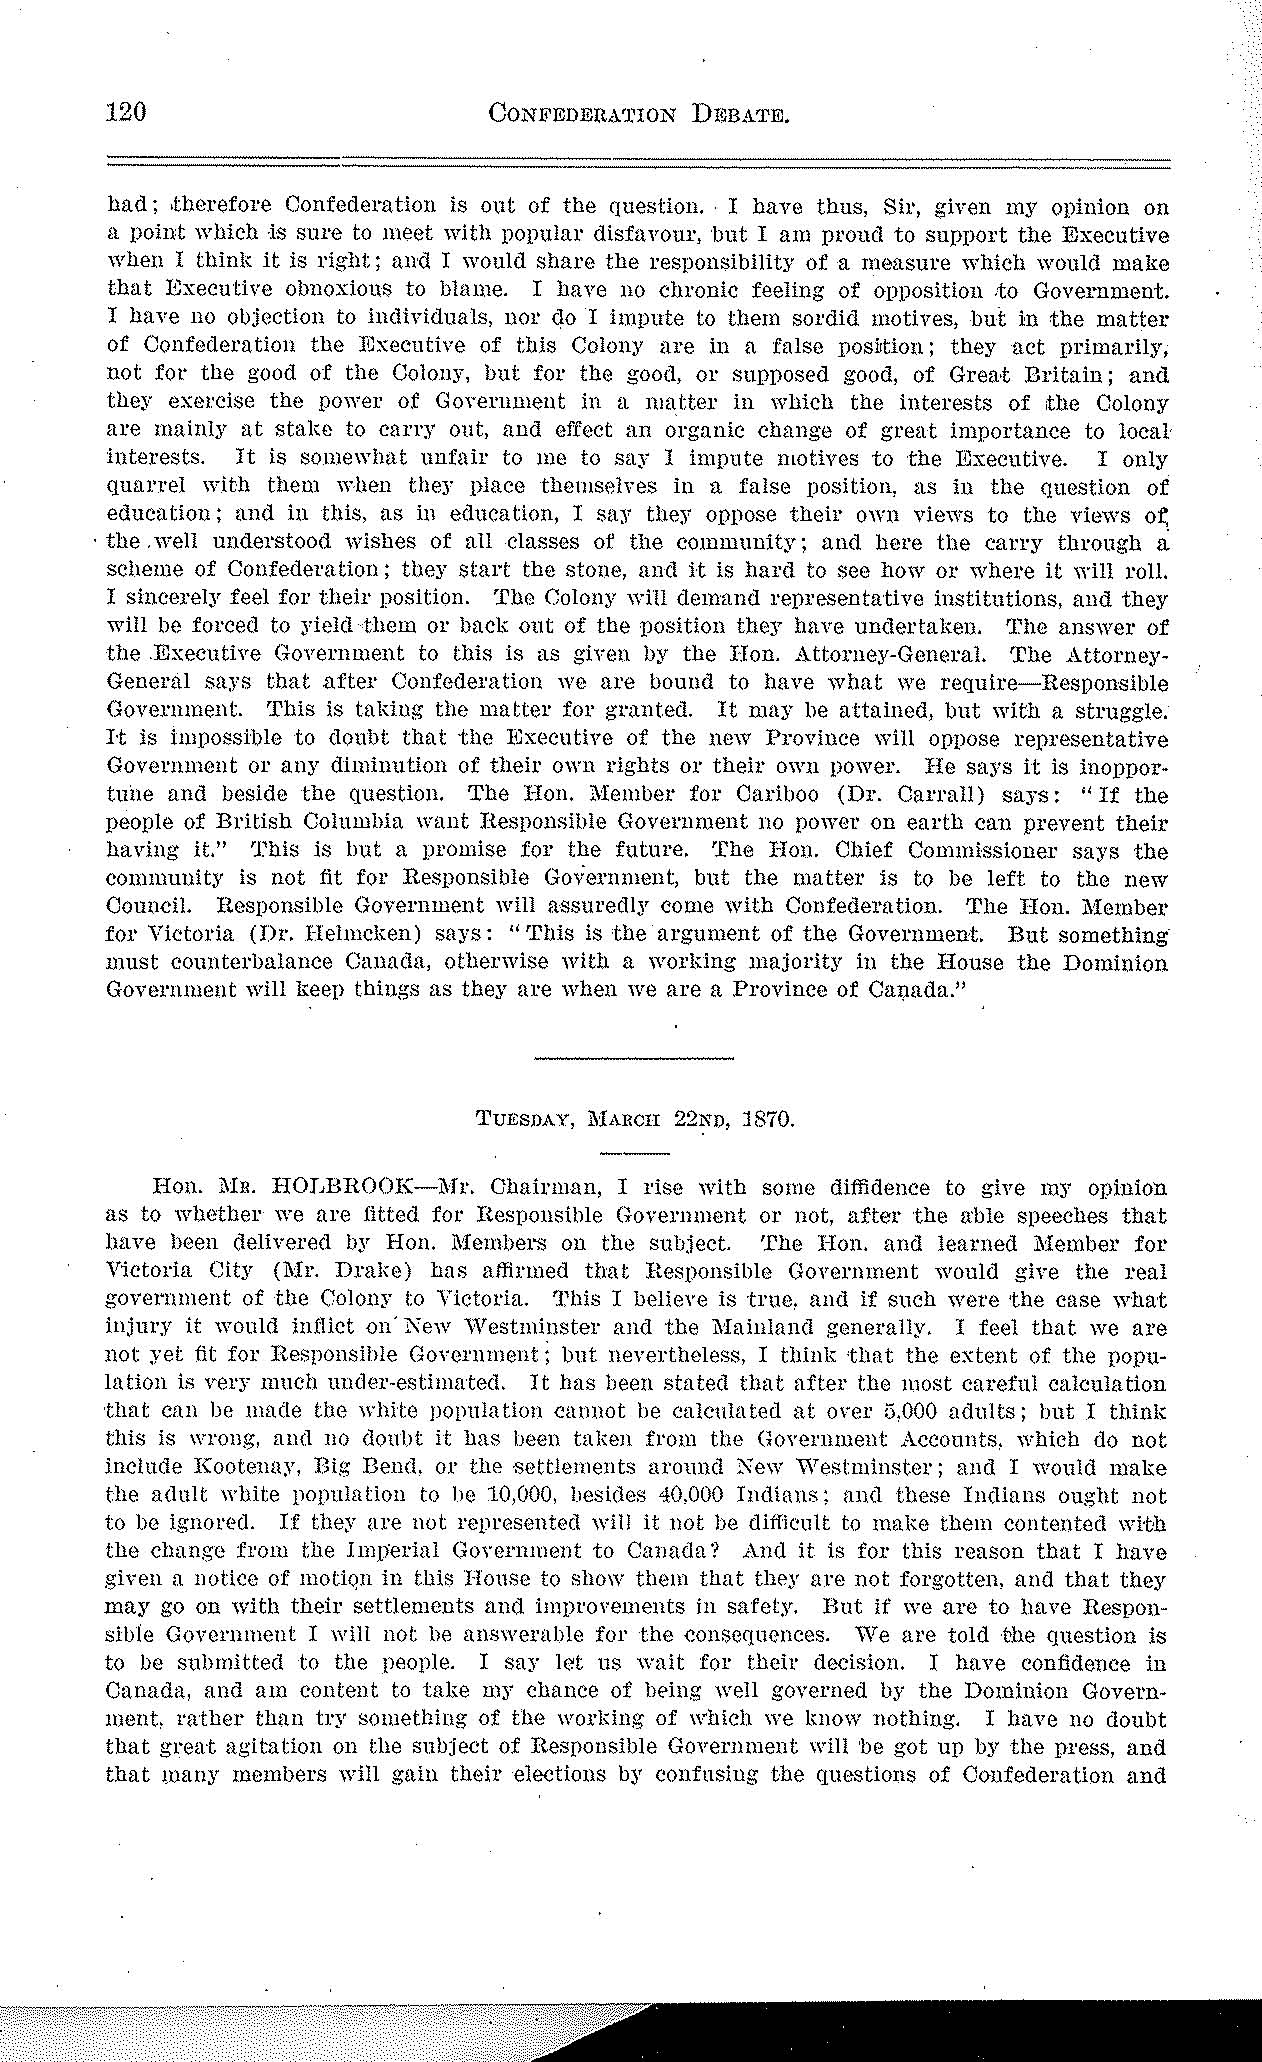 120
CONFEDERATION DEBATE.
had; therefore Confederation is out of the question. I have thus, Sir, given my opinion on
a point which is sure to meet with popular disfavour, but I am proud to support the Executive
when I think it is right; and I would share the responsibility of a measure which would make
that Executive obnoxious to blame. I have no chronic feeling of opposition to Government.
I have no objection to individuals, nor do I impute to them sordid motives, but in the matter
of Confederation the Executive of this Colony are in a false position; they act primarily,
not for the good of the Colony, but for the good, or supposed good, of Great Britain; and
they exercise the power of Government in a matter in which the interests of the Colony
are mainly at stake to carry out, and effect an organic change of great importance to local
interests. It is somewhat unfair to me to say I impute motives to the Executive. I only
quarrel with them when they place themselves in a false position, as in the question of
education; and in this, as in education, I say they oppose their own views to the views of
the well understood wishes of all classes of the community; and here the carry through a
scheme of Confederation; they start the stone, and it is hard to see how or where it will roll.
I sincerely feel for their position. The Colony will demand representative institutions, and they
will be forced to yield them or back out of the position they have undertaken. The answer of
the Executive Government to this is as given by the Hon. Attorney-General. The Attorney-
General says that after Confederation we are bound to have what we require—Responsible
Government. This is taking the matter for granted. It may be attained, but with a struggle.
It is impossible to doubt that the Executive of the new Province will oppose representative
Government or any diminution of their own rights or their own power. He says it is inoppor-
tune and beside the question. The Hon. Member for Cariboo (Dr. Carrall) says: "If the
people of British Columbia want Responsible Government no power on earth can prevent their
having it." This is but a promise for the future. The Hon. Chief Commissioner says the
community is not fit for Responsible Government, but the matter is to be left to the new
Council. Responsible Government will assuredly come with Confederation. The Hon. Member
for Victoria (Dr. Helmcken) says: "This is the argument of the Government. But something
must counterbalance Canada, otherwise with a working majority in the House the Dominion
Government will keep things as they are when we are a Province of Canada."
TUESDAY, MARCH 22ND, 1870.
HON. MR. HOLBROOK—Mr. Chairman, I rise with some diffidence to give my opinion
as to whether we are fitted for Responsible Government or not, after the able speeches that
have been delivered by Hon. Members on the subject. The Hon. and learned Member for
Victoria City (Mr. Drake) has affirmed that Responsible Government would give the real
government of the Colony to Victoria. This I believe is true, and if such were the case what
injury it would inflict on New Westminster and the Mainland generally. I feel that we are
not yet fit for Responsible Government; but nevertheless, I think that the extent of the popu-
lation is very much under-estimated. It has been stated that after the most careful calculation
that can be made the white population cannot be calculated at over 5,000 adults; but I think
this is wrong, and no doubt it has been taken from the Government Accounts, which do not
include Kootenay, Big Bend, or the settlements around New Westminster; and I would make
the adult white population to be 10,000, besides 40,000 Indians; and these Indians ought not
to be ignored. If they are not represented will it not be difficult to make them contented with
the change from the Imperial Government to Canada? And it is for this reason that I have
given a notice of motion in this House to show them that they are not forgotten, and that they
may go on with their settlements and improvements in safety. But if we are to have Respon-
sible Government I will not be answerable for the consequences. We are told the question is
to be submitted to the people. I say let us wait for their decision. I have confidence in
Canada, and am content to take my chance of being well governed by the Dominion Govern-
ment, rather than try something of the working of which we know nothing. I have no doubt
that great agitation on the subject of Responsible Government will be got up by the press, and
that many members will gain their elections by confusing the questions of Confederation and